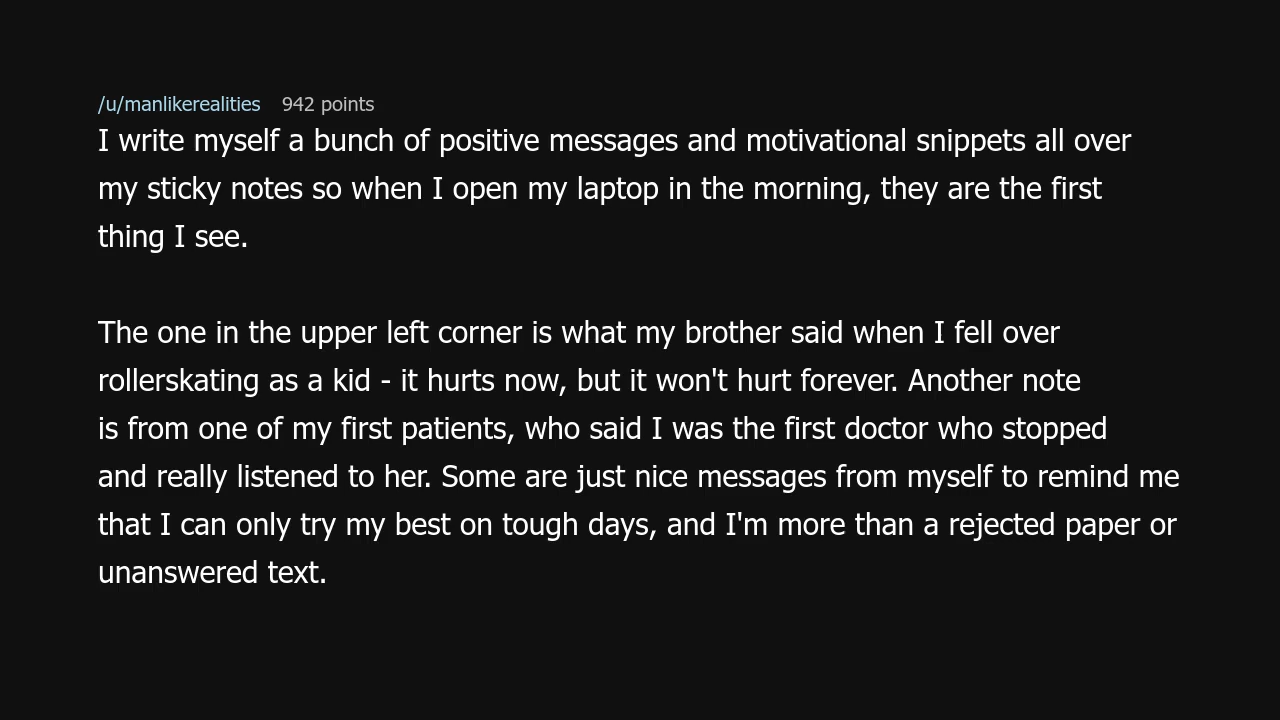 /u/manlikerealities 942 points
I write myself a bunch of positive messages and motivational snippets all over
my sticky notes so when I open my laptop in the morning, they are the first
thing I see.
The one in the upper left corner is what my brother said when I fell over
rollerskating as a kid - it hurts now, but it won't hurt forever. Another note
is from one of my first patients, who said I was the first doctor who stopped
and really listened to her. Some are just nice messages from myself to remind me
that I can only try my best on tough days, and I'm more than a rejected paper or
unanswered text.